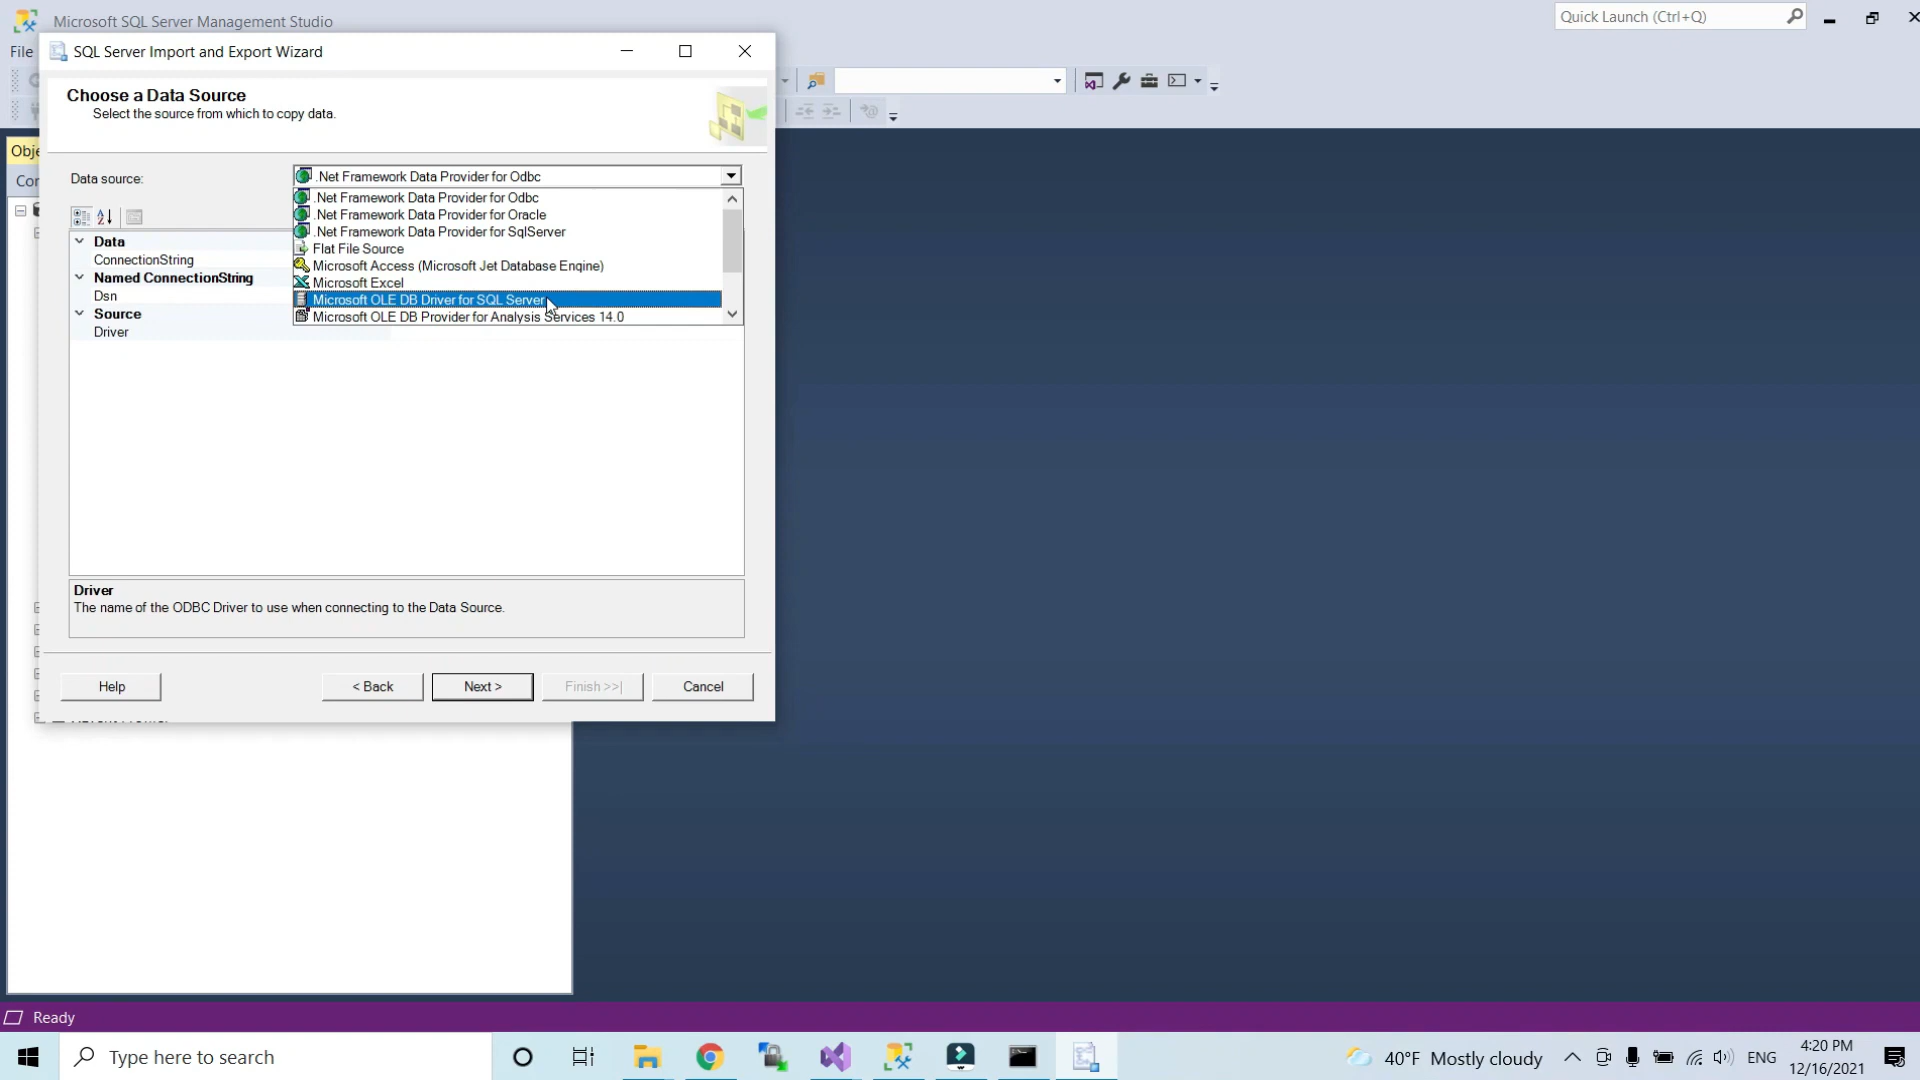 Microsoft SQL Server Management Studio
Quick Launch (Ctrl+Q)
File
SQL Server Import and Export Wizard
Choose a Data Source
Select the source from which to copy data.
Obje
Con
Data source:
.Net Framework Data Provider for Odbc
.Net Framework Data Provider for Odbc
.Net Framework Data Provider for Oracle
.Net Framework Data Provider for SqlServer
Flat File Source
Microsoft Access (Microsoft Jet Database Engine)
Microsoft Excel
Microsoft OLE DB Driver for SQL Server
Microsoft OLE DB Provider for Analysis Services 14.0
Data
ConnectionString
Named ConnectionString
Dsn
Source
Driver
Driver
The name of the ODBC Driver to use when connecting to the Data Source.
Help
< Back
Next >
Finish >>|
Cancel
Ready
Type here to search
40°F Mostly cloudy
ENG
4:20 PM
12/16/2021